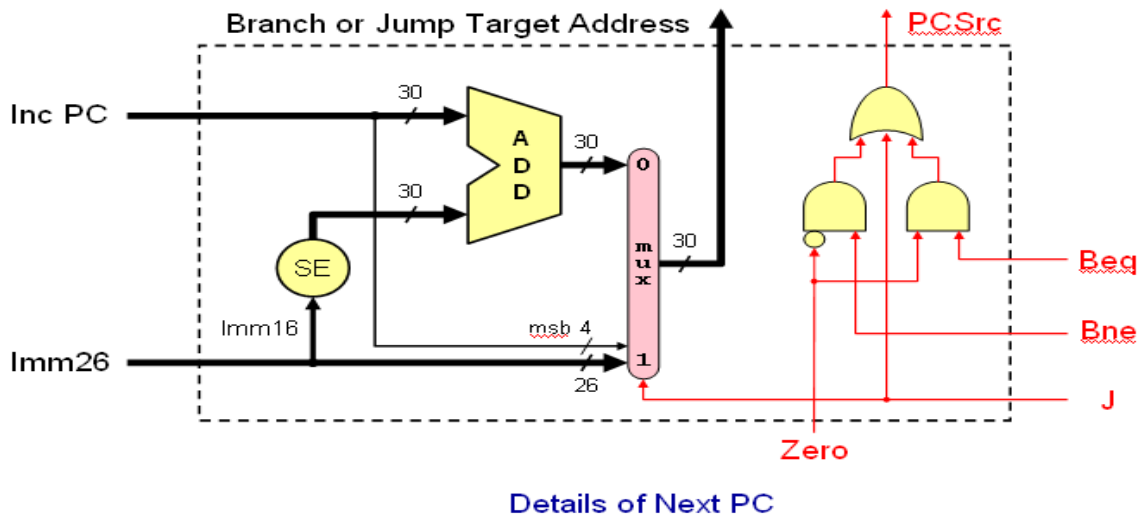 Branch or Jump Target Address
PCSrc
Inc PC
30
30
A
D
D
30
0
m
u
x
1
30
SE
Imm16
msb 4
Imm26
26
Beq
Bne
J
Zero
Details of Next PC